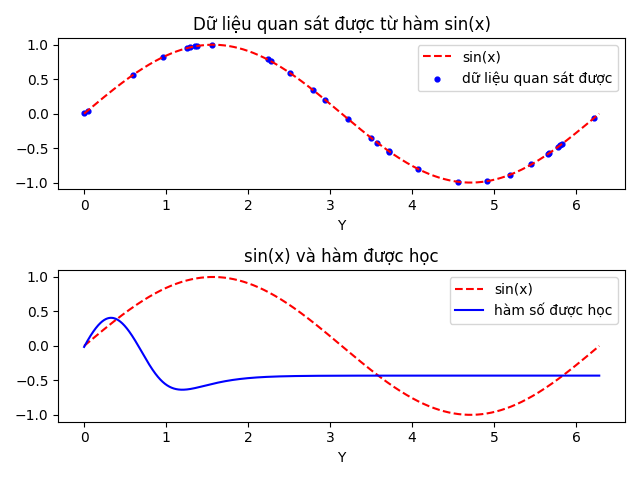 Dữ liệu quan sát được từ hàm sin(x)
1.0
0.5
0.0
−0.5
−1.0
sin(x)
dữ liệu quan sát được
0 1 2 3 4 5 6
Y
sin(x) và hàm được học
1.0
0.5
0.0
−0.5
−1.0
sin(x)
hàm số được học
0 1 2 3 4 5 6
Y